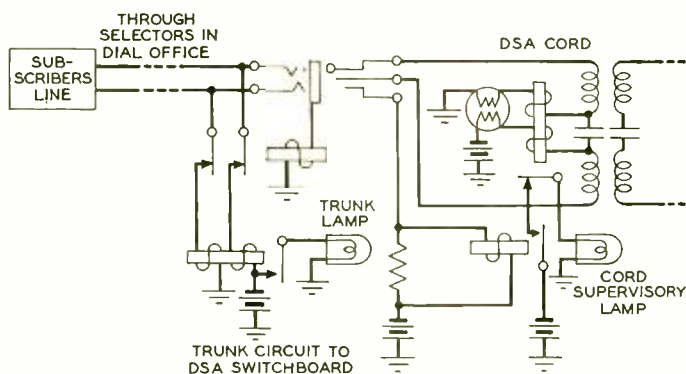 THROUGH
SELECTORS IN
DIAL OFFICE
SUB-
SCRIBERS
LINE
DSA CORD
TRUNK
LAMP
CORD
SUPERVISORY
LAMP
TRUNK CIRCUIT TO
DSA SWITCHBOARD